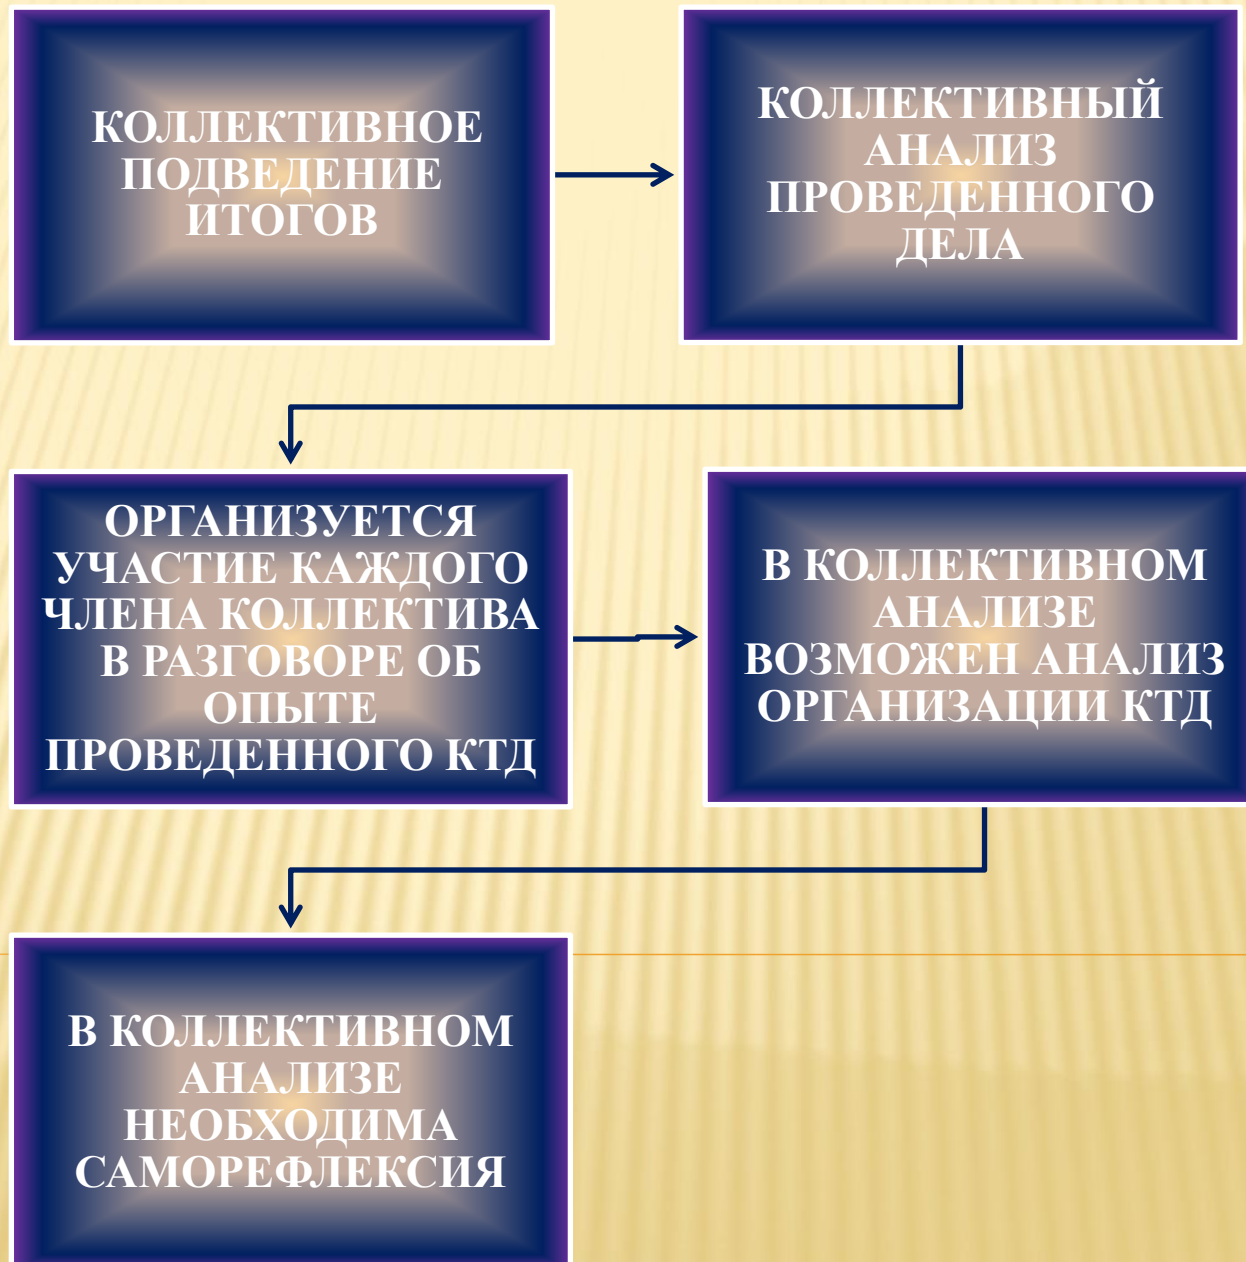 КОЛЛЕКТИВНОЕ
ПОДВЕДЕНИЕ
ИТОГОВ
КОЛЛЕКТИВНЫЙ
АНАЛИЗ
ПРОВЕДЕННОГО
ДЕЛА
ОРГАНИЗУЕТСЯ
УЧАСТИЕ КАЖДОГО
ЧЛЕНА КОЛЛЕКТИВА
В РАЗГОВОРЕ ОБ
ОПЫТЕ
ПРОВЕДЕННОГО КТД
В КОЛЛЕКТИВНОМ
АНАЛИЗЕ
ВОЗМОЖЕН АНАЛИЗ
ОРГАНИЗАЦИИ КТД
В КОЛЛЕКТИВНОМ
АНАЛИЗЕ
НЕОБХОДИМА
САМОРЕФЛЕКСИЯ